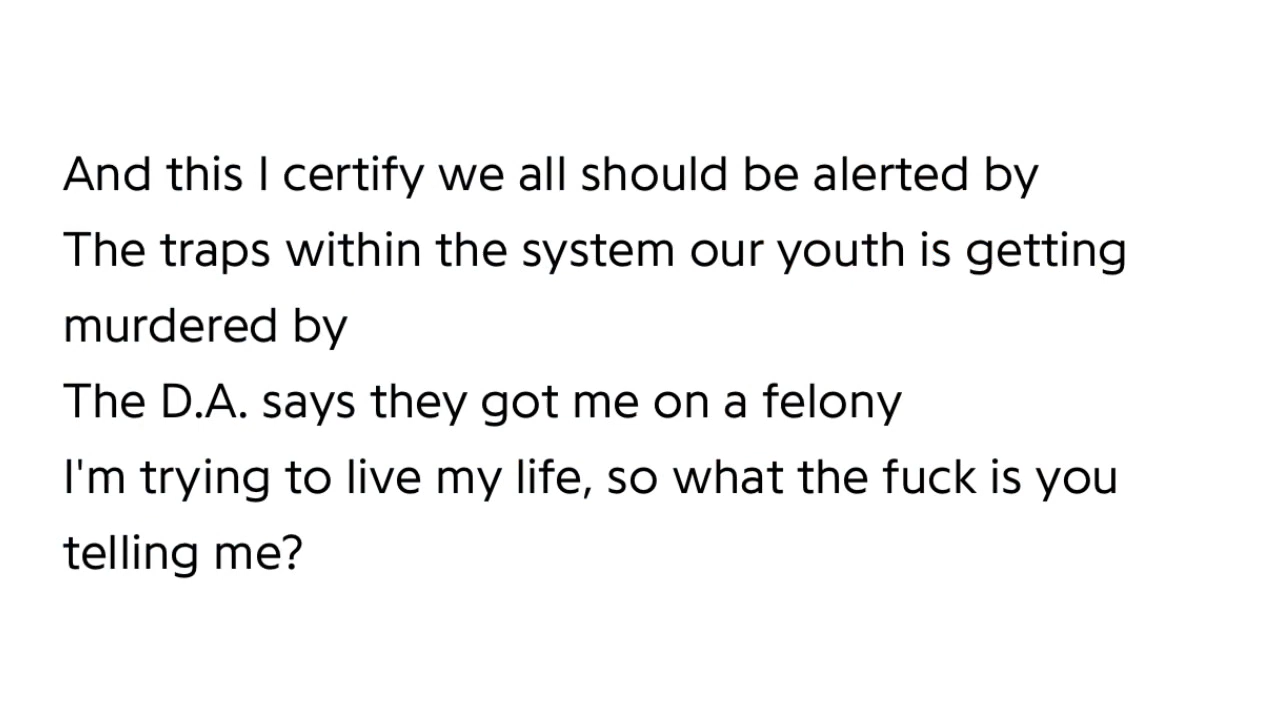 And this I certify we all should be alerted by
The traps within the system our youth is getting
murdered by
The D.A. says they got me on a felony
I'm trying to live my life, so what the fuck is you
telling me?